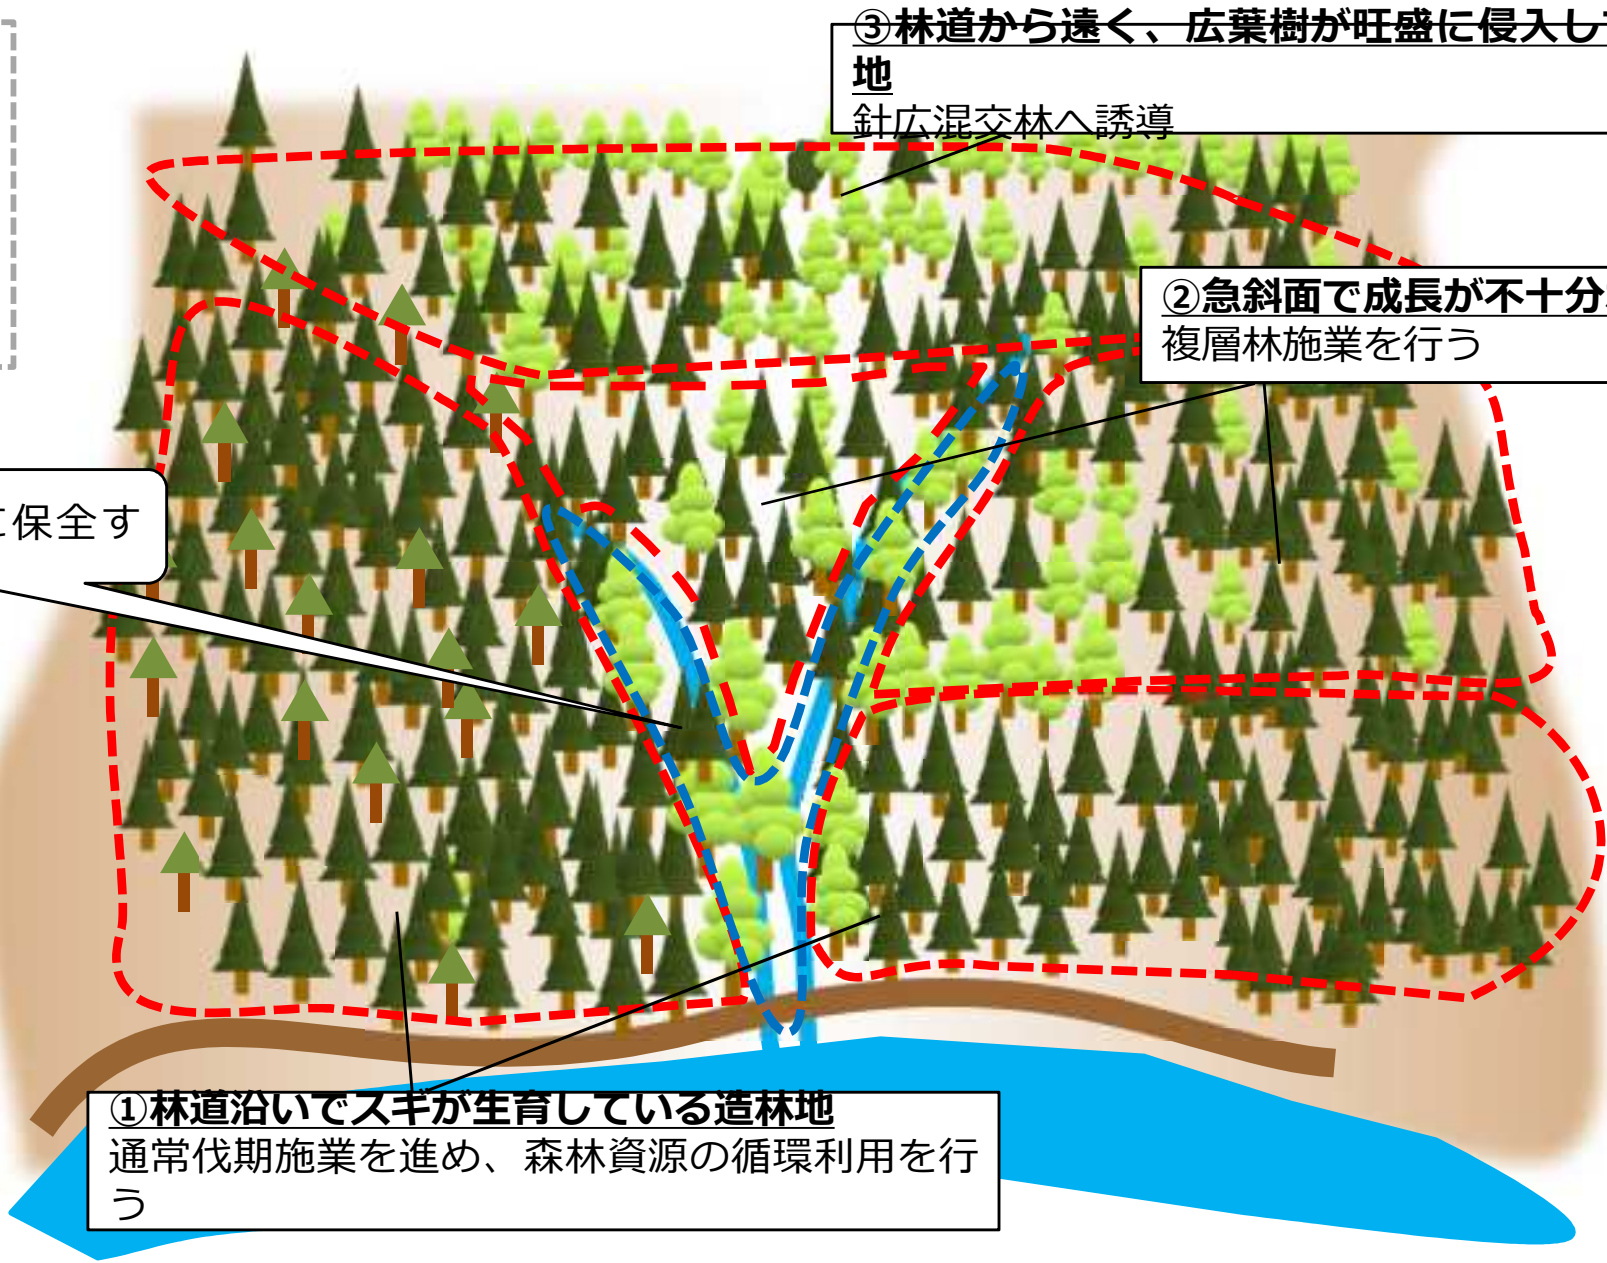 ③林道から遠く、広葉樹が旺盛に侵入し
地
針広混交林へ誘導
②急斜面で成長が不十分
複層林施業を行う
に保全す
①林道沿いでスギが生育している造林地
通常伐期施業を進め、森林資源の循環利用を行
う